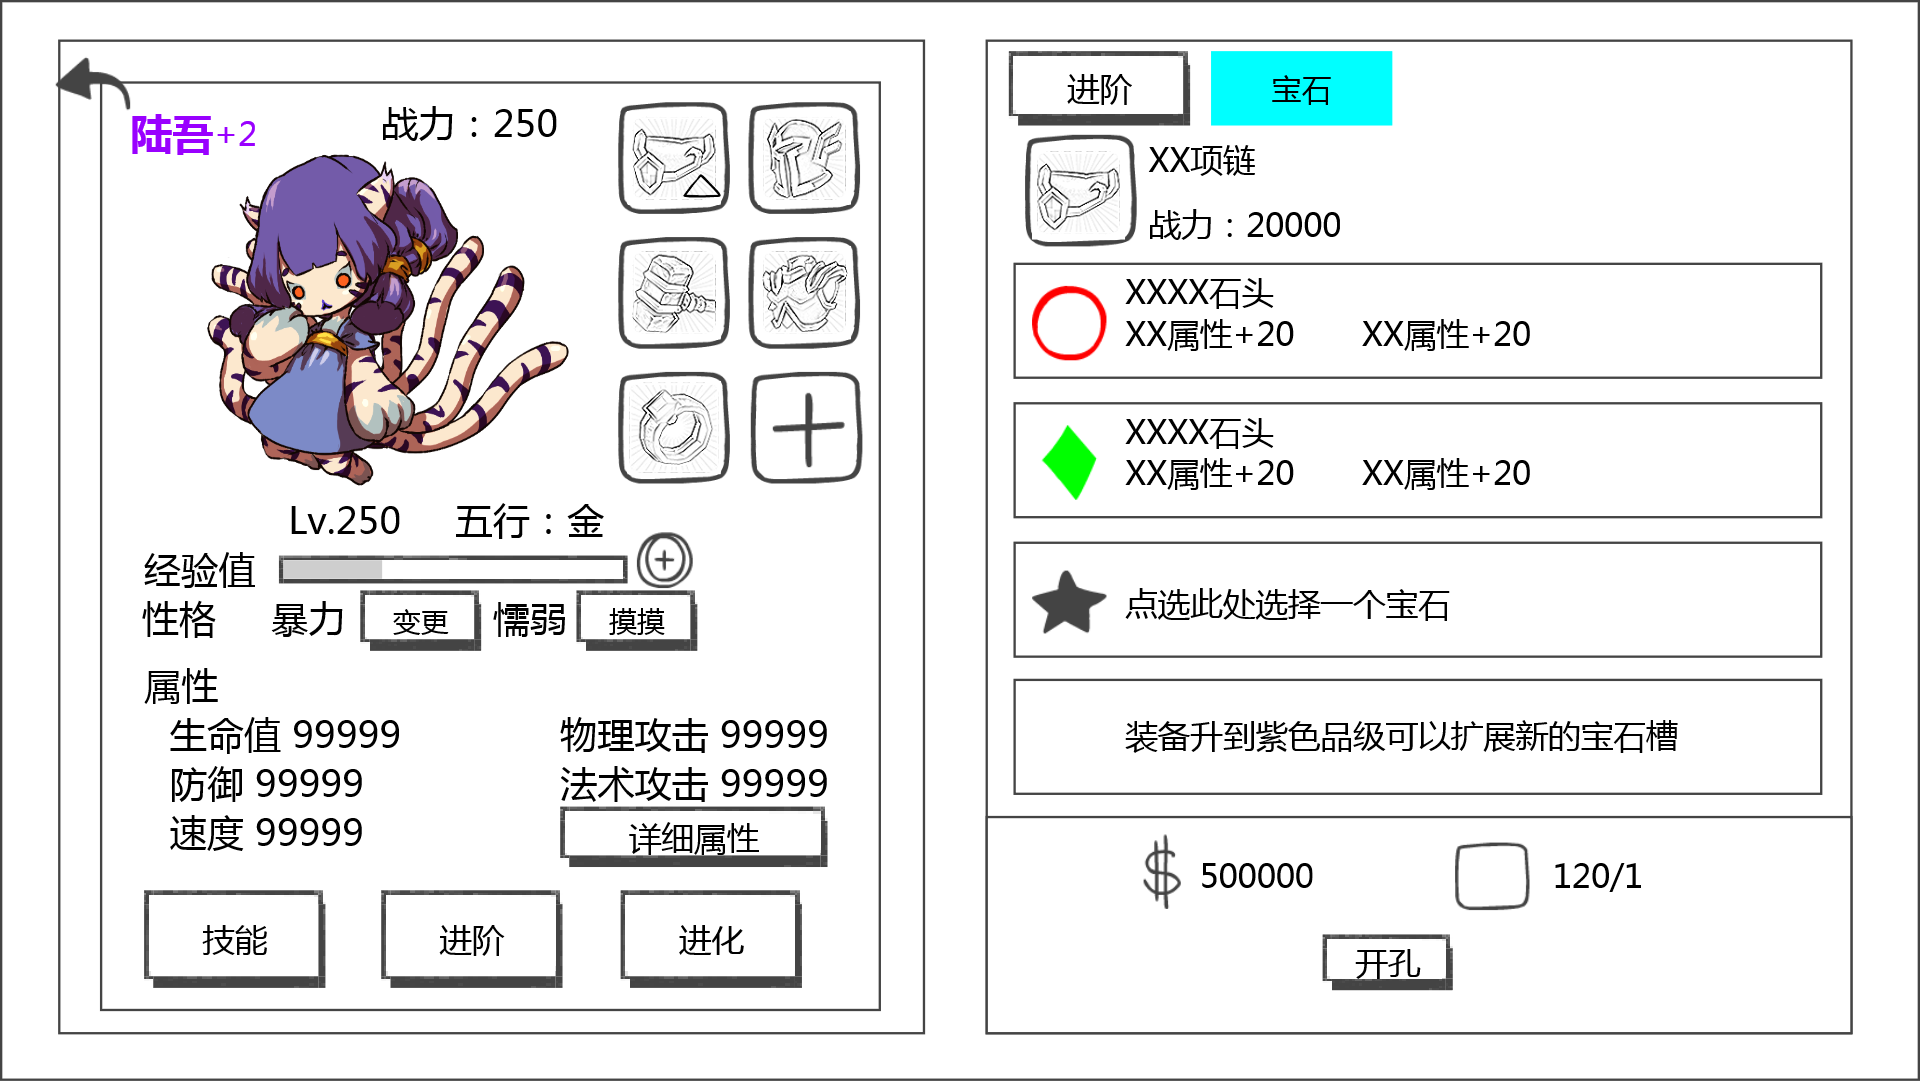 陆吾+2
战力：250
Lv.250 五行：金
经验值
性格 暴力 变更 懦弱 摸摸
属性
生命值 99999 物理攻击 99999
防御 99999 法术攻击 99999
速度 99999 详细属性
技能 进阶 进化
进阶 宝石
XX项链
战力：20000
XXXX石头
XX属性+20 XX属性+20
XXXX石头
XX属性+20 XX属性+20
点选此处选择一个宝石
装备升到紫色品级可以扩展新的宝石槽
$ 500000 120/1
开孔